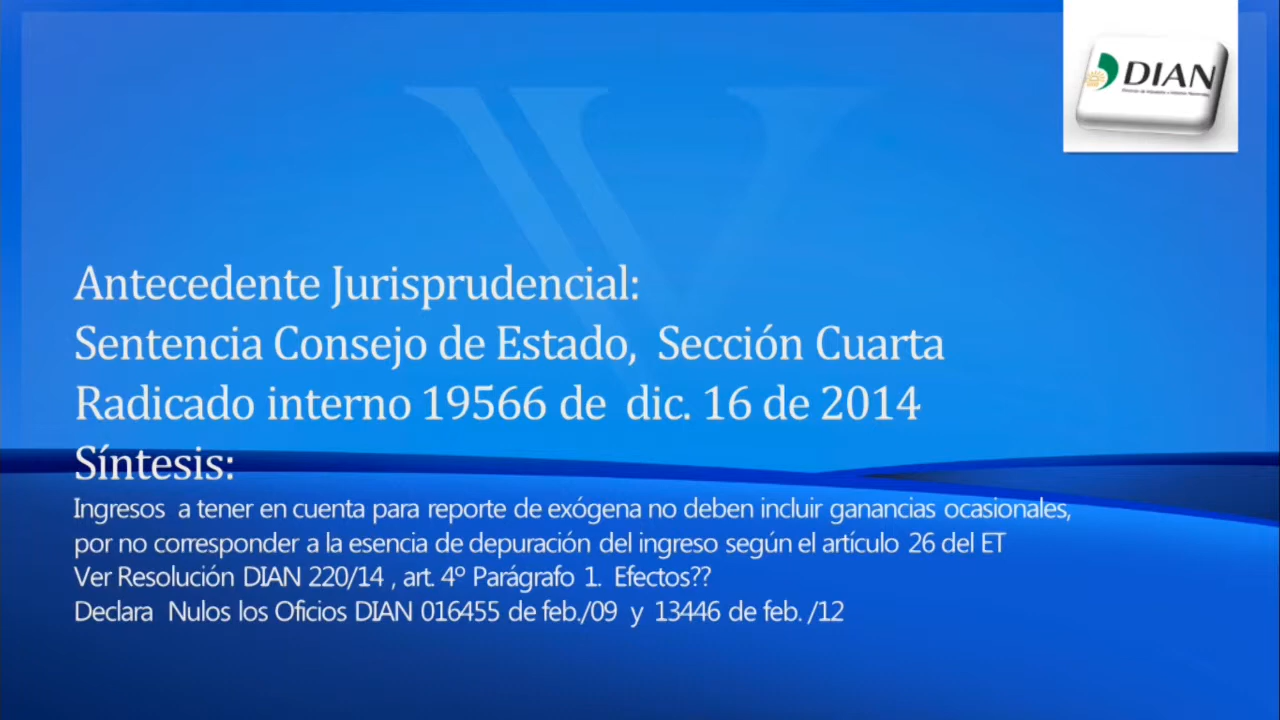 DIAN
Antecedente Jurisprudencial:
Sentencia Consejo de Estado, Sección Cuarta
Radicado interno 19566 de dic. 16 de 2014
Síntesis:
Ingresos a tener en cuenta para reporte de exógena no deben incluir ganancias ocasionales,
por no corresponder a la esencia de depuración del ingreso según el artículo 26 del ET
Ver Resolución DIAN 220/14 , art. 4º Parágrafo 1. Efectos??
Declara Nulos los Oficios DIAN 016455 de feb./09 y 13446 de feb. /12